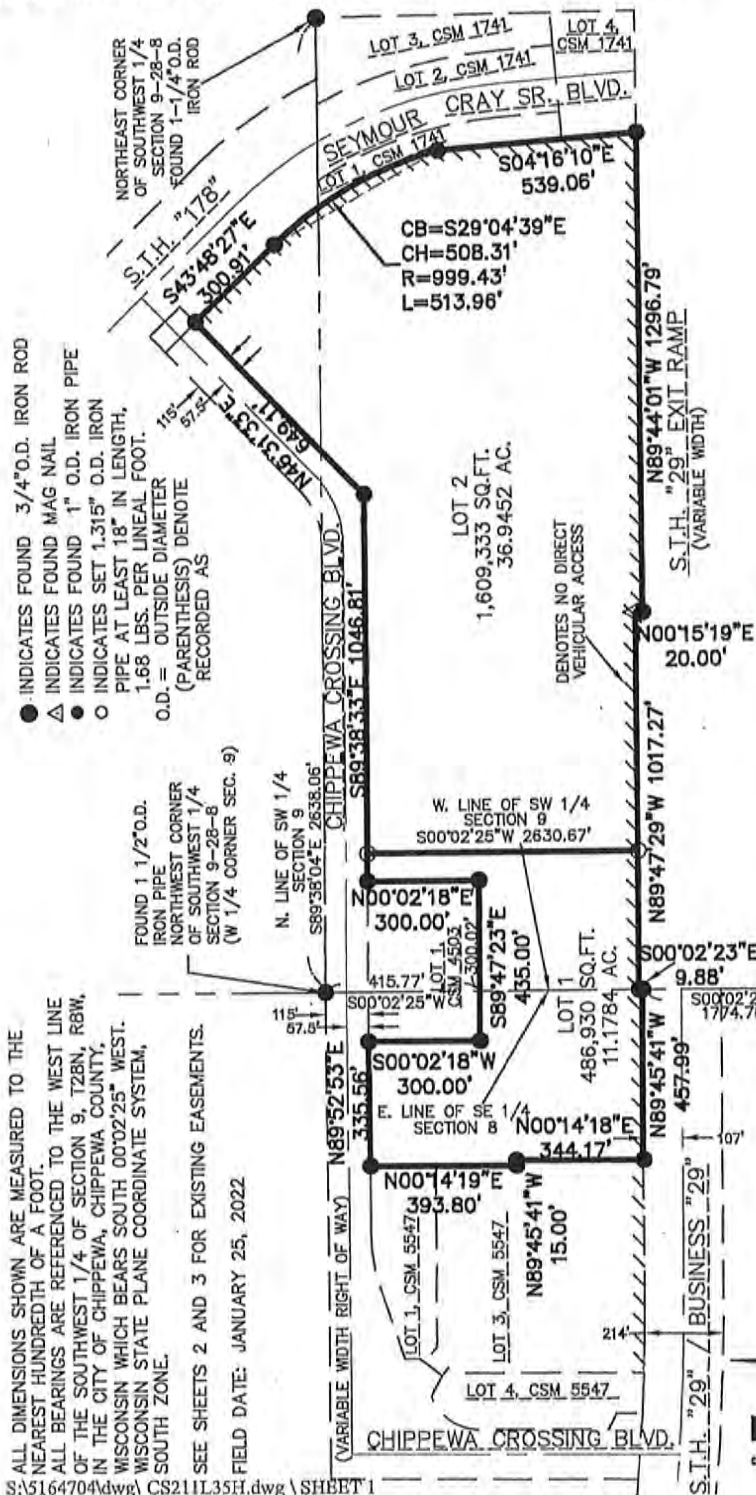 ALL DIMENSIONS SHOWN ARE MEASURED TO THE
NEAREST HUNDREDTH OF A FOOT.
ALL BEARINGS ARE REFERENCED TO THE WEST LINE
OF THE SOUTHWEST 1/4 OF SECTION 9, T28N, R8W,
IN THE CITY OF CHIPPEWA, CHIPPEWA COUNTY,
WISCONSIN WHICH BEARS SOUTH 00°02'25" WEST.
WISCONSIN STATE PLANE COORDINATE SYSTEM,
SOUTH ZONE.
SEE SHEETS 2 AND 3 FOR EXISTING EASEMENTS.
FIELD DATE: JANUARY 25, 2022
INDICATES FOUND 3/4"O.D. IRON ROD
INDICATES FOUND MAG NAIL
INDICATES FOUND 1" O.D. IRON PIPE
INDICATES SET 1.315" O.D. IRON
PIPE AT LEAST 18" IN LENGTH,
1.68 LBS. PER LINEAL FOOT.
O.D. = OUTSIDE DIAMETER
(PARENTHESIS) DENOTE
RECORDED AS
FOUND 1 1/2"O.D.
IRON PIPE
NORTHWEST CORNER
OF SOUTHWEST 1/4
SECTION 9-28-8
(W 1/4 CORNER SEC. 9)
NORTHEAST CORNER
OF SOUTHWEST 1/4
SECTION 9-28-8
FOUND 1-1/4"O.D.
IRON ROD
N. LINE OF SW 1/4
SECTION 9
S89°38'04"E 2638.06'
LOT 3, CSM 1741
LOT 4,
CSM 1741
LOT 2, CSM 1741
SEYMOUR CRAY SR. BLVD.
LOT 1, CSM 1741
S.T.H. "178"
S43°48'27"E
300.91'
S04°16'10"E
539.06'
CB=S29°04'39"E
CH=508.31'
R=999.43'
L=513.96'
115'
57.5'
N46°31'33"E
649.11'
CHIPPEWA CROSSING BLVD.
S89°38'33"E 1046.81'
LOT 2
1,609,333 SQ.FT.
36.9452 AC.
DENOTES NO DIRECT
VEHICULAR ACCESS
N89°44'01"W 1296.79'
S.T.H. "29" EXIT RAMP
(VARIABLE WIDTH)
N00°15'19"E
20.00'
N89°47'29"W 1017.27'
W. LINE OF SW 1/4
SECTION 9
S00°02'25"W 2630.67'
N00°02'18"E
300.00'
LOT 1,
CSM 4503
300.02'
S89°47'23"E
435.00'
415.77'
S00°02'25"W
115'
57.5'
S00°02'18"W
300.00'
N89°52'53"E
335.56'
E. LINE OF SE 1/4
SECTION 8
LOT 1
486,930 SQ.FT.
11.1784 AC.
S00°02'23"E
9.88'
N89°45'41"W
457.99'
N00°14'18"E
344.17'
N00°14'19"E
393.80'
N89°45'41"W
15.00'
107'
214'
(VARIABLE WIDTH RIGHT OF WAY)
LOT 1, CSM 5547
LOT 3, CSM 5547
LOT 4, CSM 5547
CHIPPEWA CROSSING BLVD.
S.T.H. "29" / BUSINESS "29"
S:\5164704\dwg\ CS211L35H.dwg \ SHEET 1